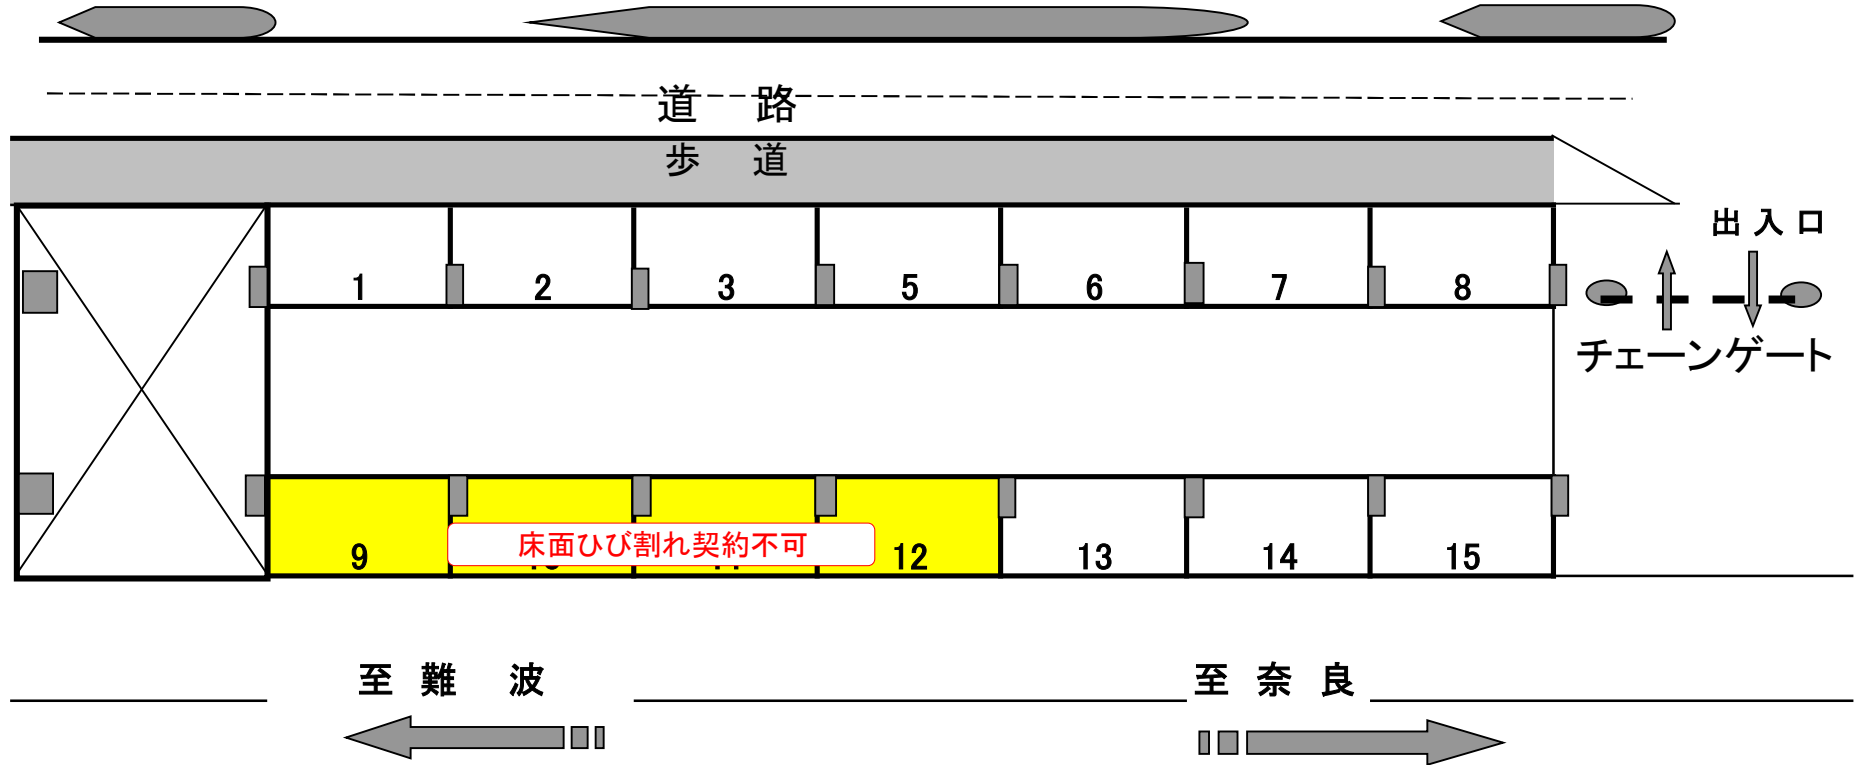 道 路
歩 道
出 入 口
1 2 3 5 6 7 8
チェーンゲート
床面ひび割れ契約不可
9 10 11 12 13 14 15
至 難 波
至 奈 良